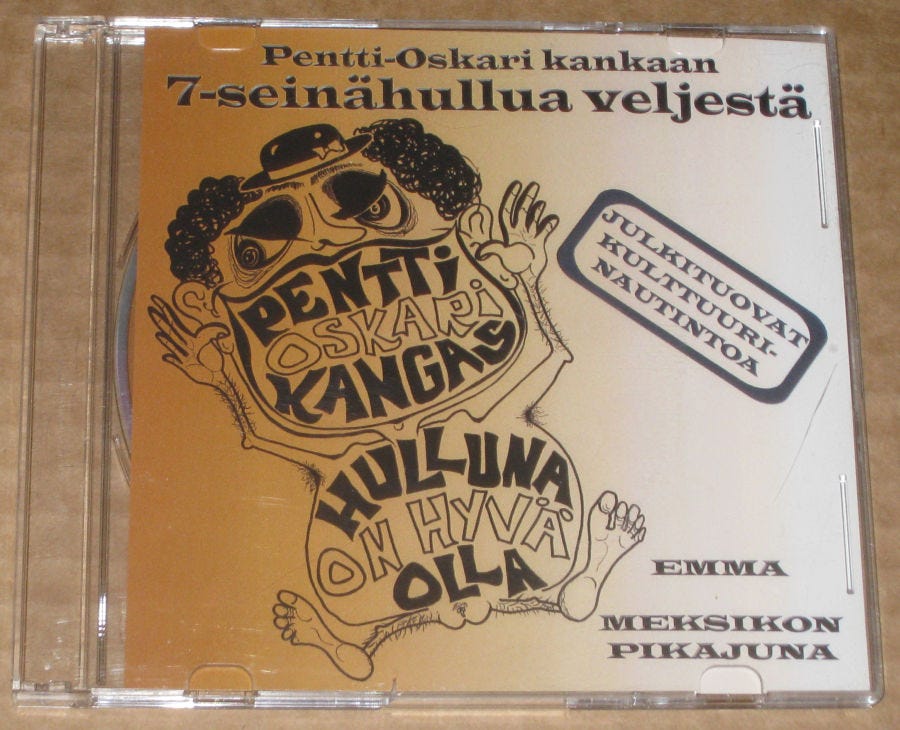 Pentti-Oskari kankaan
7-seinähullua veljestä
PENTTi
OSKARi
KANGAS
JULKITUOVAT
KULTTUURI-
NAUTINTOA
HULLUNA
ON HYVÄ
OLLA
EMMA
MEKSIKON
PIKAJUNA